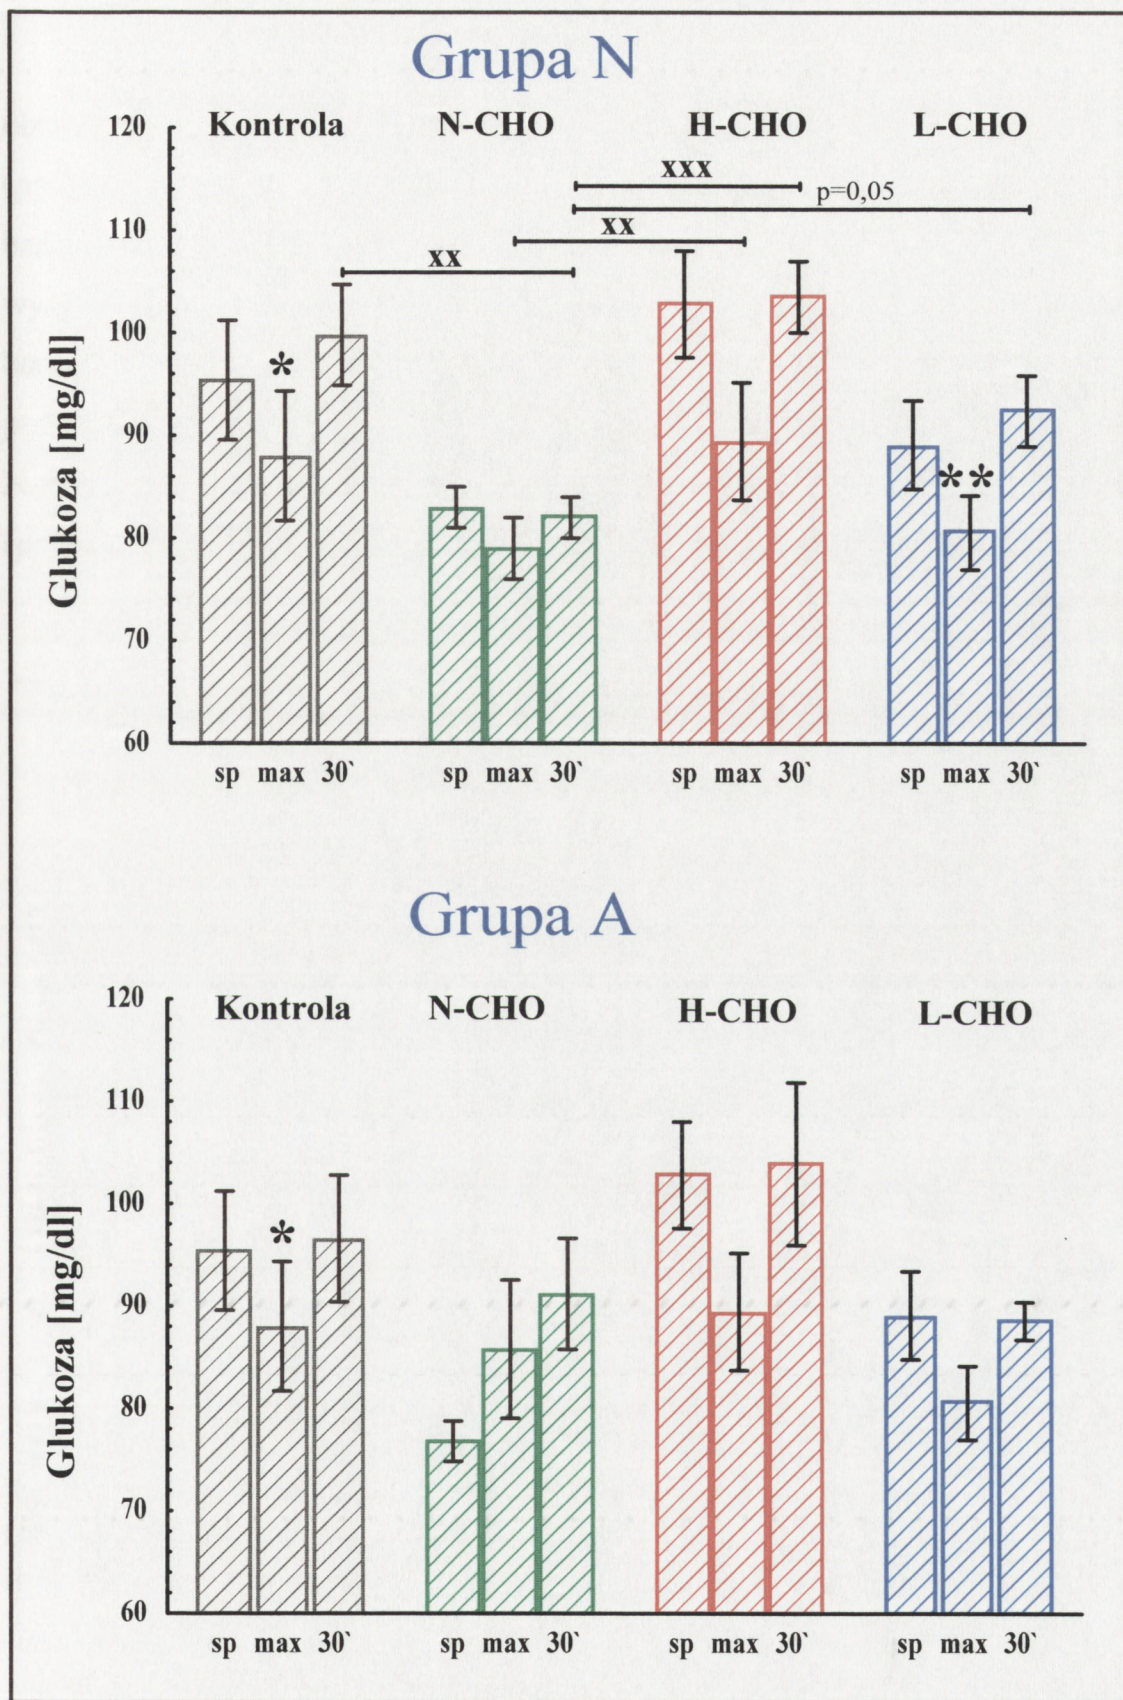 Grupa N
Kontrola N-CHO H-CHO L-CHO
120
xxx
p=0,05
110
xx
xx
100
*
90
**
80
70
60
Glukoza [mg/dl]
sp max 30` sp max 30` sp max 30` sp max 30`
Grupa A
120
Kontrola N-CHO H-CHO L-CHO
110
100
*
90
80
70
60
Glukoza [mg/dl]
sp max 30` sp max 30` sp max 30` sp max 30`